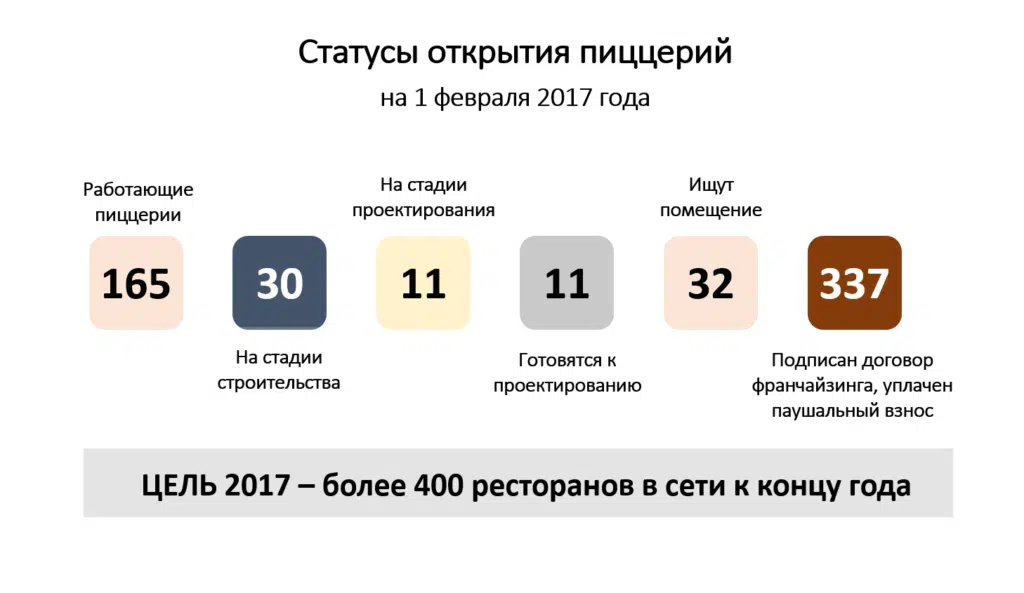 Статусы открытия пиццерий
на 1 февраля 2017 года
Работающие
пиццерии
165
30
На стадии
строительства
На стадии
проектирования
11
11
Готовятся к
проектированию
Ищут
помещение
32
337
Подписан договор
франчайзинга, уплачен
паушальный взнос
ЦЕЛЬ 2017 – более 400 ресторанов в сети к концу года